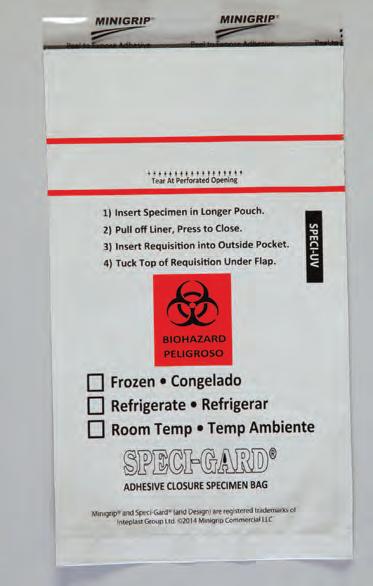 MINIGRIP® MINIGRIP®
Peel to Expose Adhesive Peel to Expose Adhesive Peel to
Tear At Perforated Opening
1) Insert Specimen in Longer Pouch.
2) Pull off Liner, Press to Close.
3) Insert Requisition into Outside Pocket.
4) Tuck Top of Requisition Under Flap.
SPECI-UV
BIOHAZARD
PELIGROSO
Frozen • Congelado
Refrigerate • Refrigerar
Room Temp • Temp Ambiente
SPECI-GARD®
ADHESIVE CLOSURE SPECIMEN BAG
Minigrip® and Speci-Gard® (and Design) are registered trademarks of
Inteplast Group Ltd. ©2014 Minigrip Commercial LLC